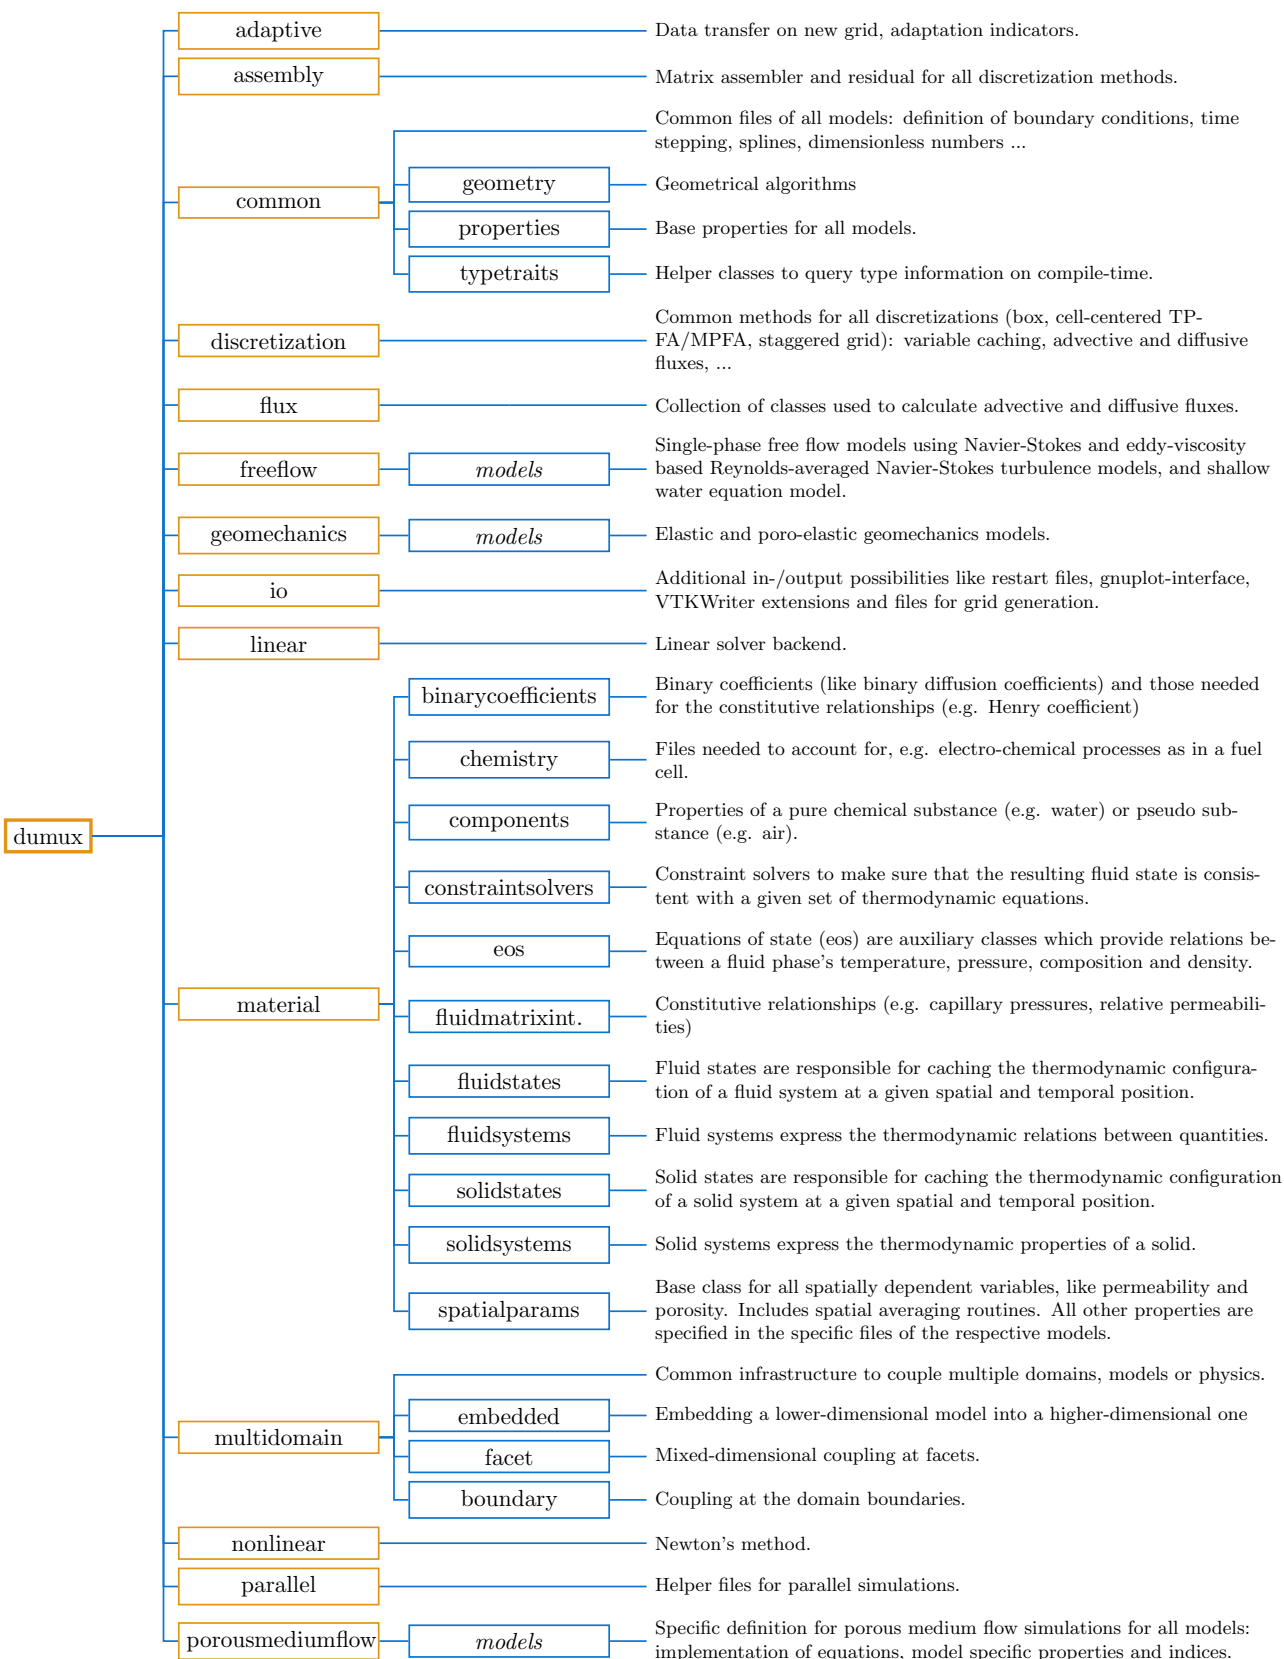 adaptive
Data transfer on new grid, adaptation indicators.
assembly
Matrix assembler and residual for all discretization methods.
Common files of all models: definition of boundary conditions, time
stepping, splines, dimensionless numbers ...
common
geometry
Geometrical algorithms
properties
Base properties for all models.
typetraits
Helper classes to query type information on compile-time.
discretization
Common methods for all discretizations (box, cell-centered TP-
FA/MPFA, staggered grid): variable caching, advective and diffusive
fluxes, ...
flux
Collection of classes used to calculate advective and diffusive fluxes.
freeflow
models
Single-phase free flow models using Navier-Stokes and eddy-viscosity
based Reynolds-averaged Navier-Stokes turbulence models, and shallow
water equation model.
geomechanics
models
Elastic and poro-elastic geomechanics models.
io
Additional in-/output possibilities like restart files, gnuplot-interface,
VTKWriter extensions and files for grid generation.
linear
Linear solver backend.
dumux
material
binarycoefficients
Binary coefficients (like binary diffusion coefficients) and those needed
for the constitutive relationships (e.g. Henry coefficient)
chemistry
Files needed to account for, e.g. electro-chemical processes as in a fuel
cell.
components
Properties of a pure chemical substance (e.g. water) or pseudo sub-
stance (e.g. air).
constraintsolvers
Constraint solvers to make sure that the resulting fluid state is consis-
tent with a given set of thermodynamic equations.
eos
Equations of state (eos) are auxiliary classes which provide relations be-
tween a fluid phase's temperature, pressure, composition and density.
fluidmatrixint.
Constitutive relationships (e.g. capillary pressures, relative permeabili-
ties)
fluidstates
Fluid states are responsible for caching the thermodynamic configura-
tion of a fluid system at a given spatial and temporal position.
fluidsystems
Fluid systems express the thermodynamic relations between quantities.
solidstates
Solid states are responsible for caching the thermodynamic configuration
of a solid system at a given spatial and temporal position.
solidsystems
Solid systems express the thermodynamic properties of a solid.
spatialparams
Base class for all spatially dependent variables, like permeability and
porosity. Includes spatial averaging routines. All other properties are
specified in the specific files of the respective models.
Common infrastructure to couple multiple domains, models or physics.
multidomain
embedded
Embedding a lower-dimensional model into a higher-dimensional one
facet
Mixed-dimensional coupling at facets.
boundary
Coupling at the domain boundaries.
nonlinear
Newton's method.
parallel
Helper files for parallel simulations.
porousmediumflow
models
Specific definition for porous medium flow simulations for all models:
implementation of equations, model specific properties and indices.